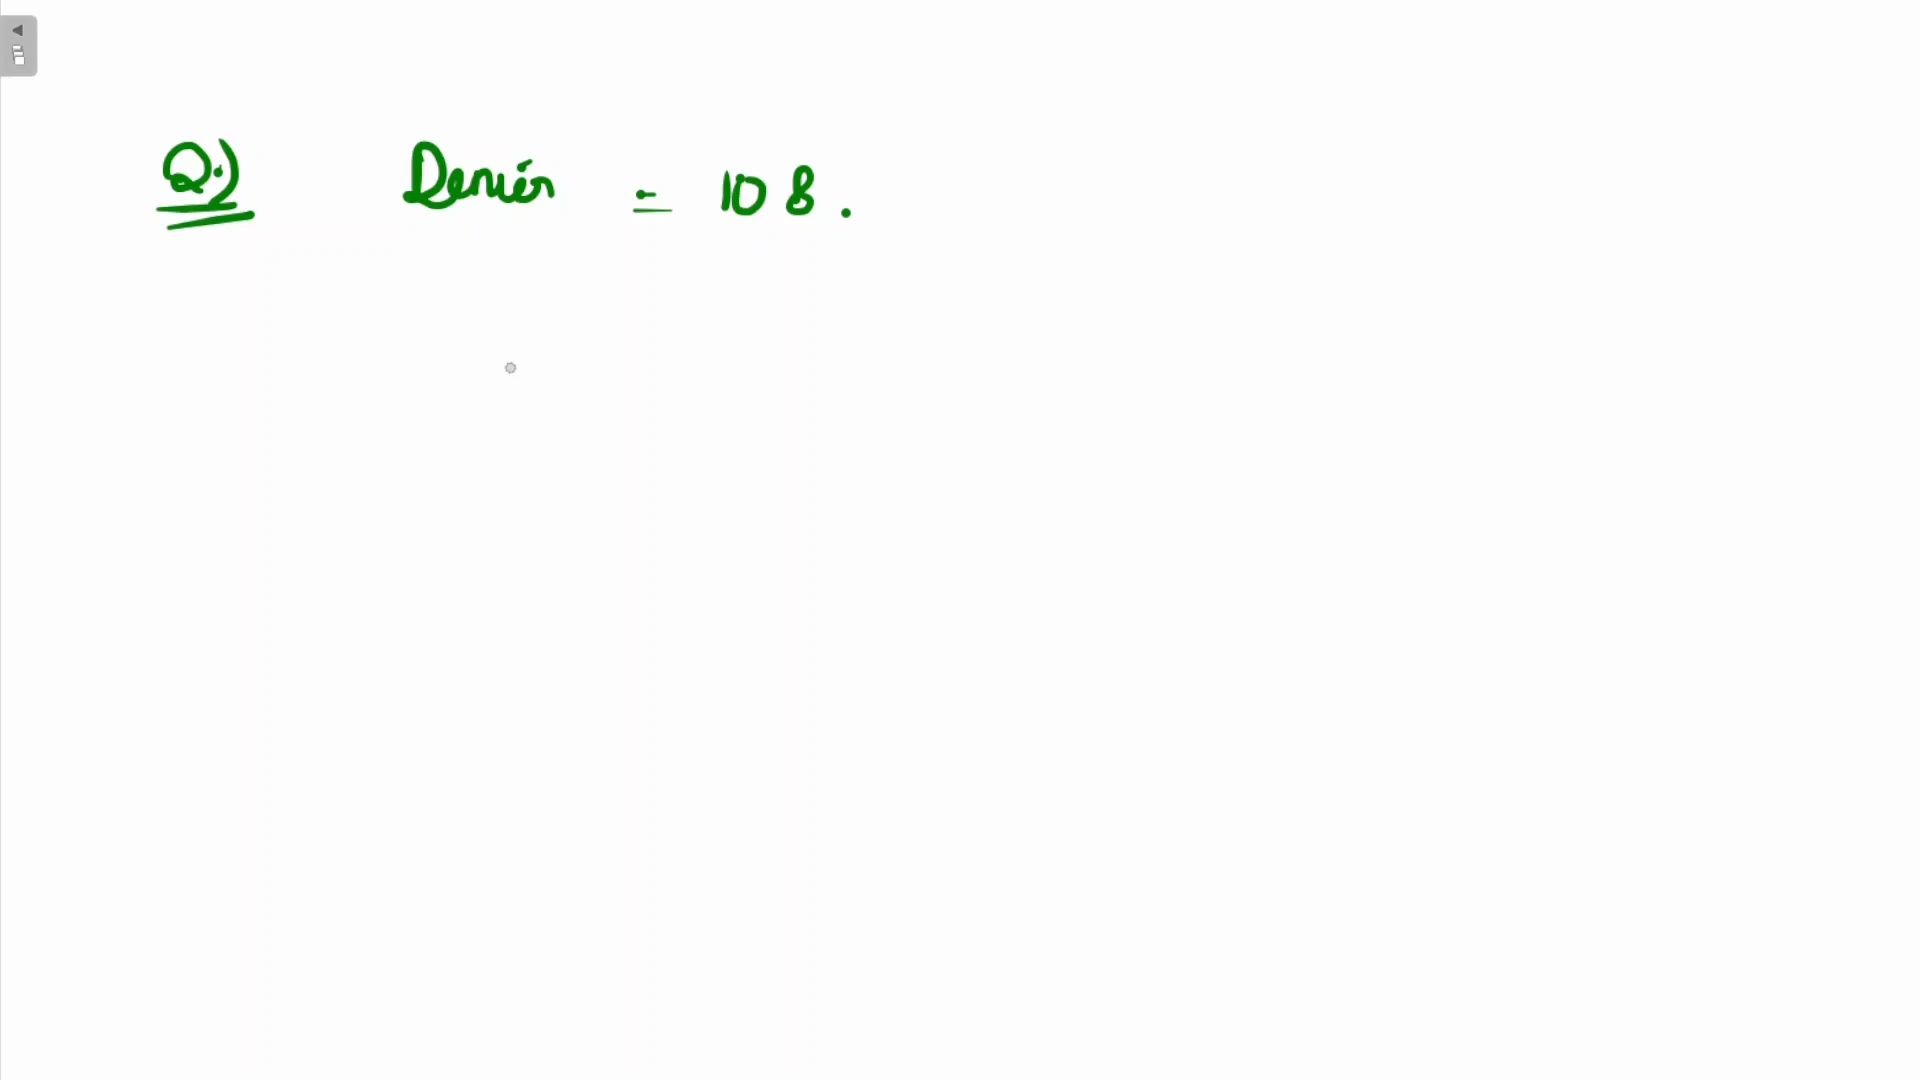 Q.) Denier = 108.